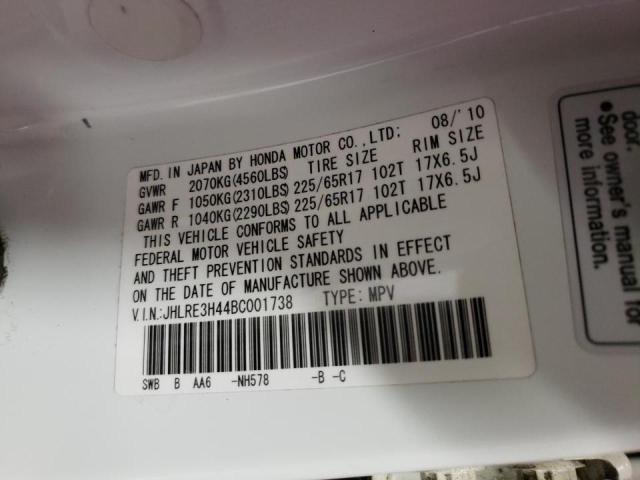 MFD. IN JAPAN BY HONDA MOTOR CO.,LTD: 08/'10
GVWR 2070KG(4560LBS) TIRE SIZE RIM SIZE
GAWR F 1050KG(2310LBS) 225/65R17 102T 17X6.5J
GAWR R 1040KG(2290LBS) 225/65R17 102T 17X6.5J
THIS VEHICLE CONFORMS TO ALL APPLICABLE
FEDERAL MOTOR VEHICLE SAFETY
AND THEFT PREVENTION STANDARDS IN EFFECT
ON THE DATE OF MANUFACTURE SHOWN ABOVE.
V.I.N.:JHLRE3H44BC001738 TYPE: MPV
SWB B AA6 -NH578 -B -C
door.
• See owner's manual for
more information.